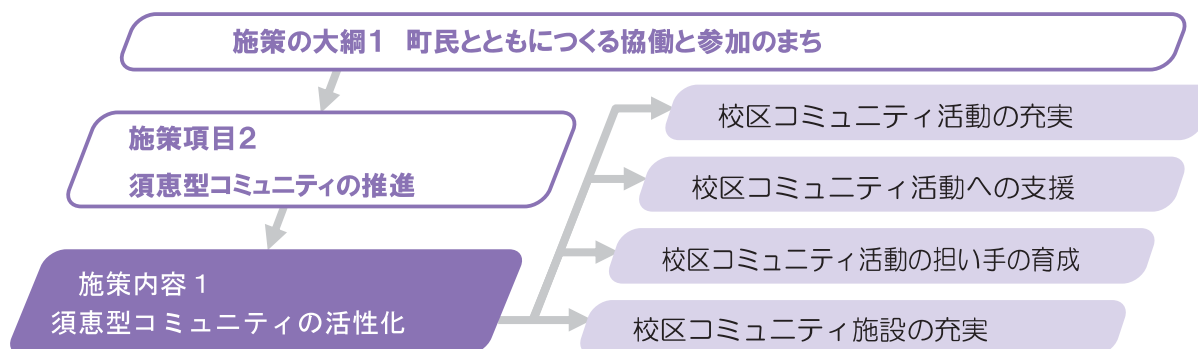 施策の大綱1 町民とともにつくる協働と参加のまち
施策項目2
須恵型コミュニティの推進
施策内容1
須恵型コミュニティの活性化
校区コミュニティ活動の充実
校区コミュニティ活動への支援
校区コミュニティ活動の担い手の育成
校区コミュニティ施設の充実